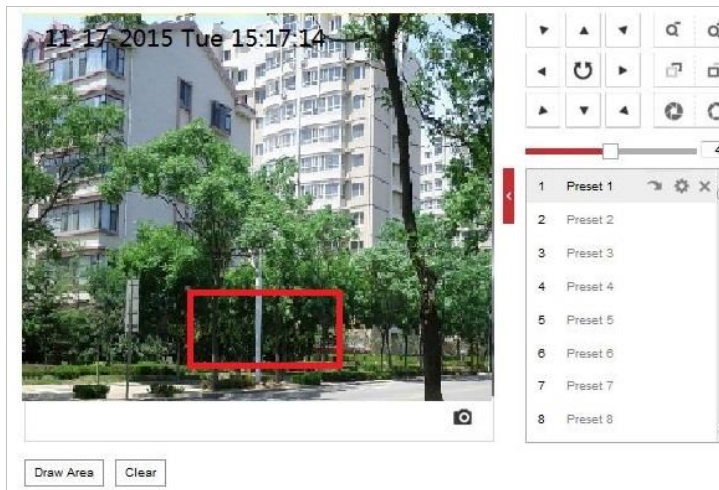 11-17-2015 Tue 15:17:14
4
1 Preset 1
2 Preset 2
3 Preset 3
4 Preset 4
5 Preset 5
6 Preset 6
7 Preset 7
8 Preset 8
Draw Area Clear